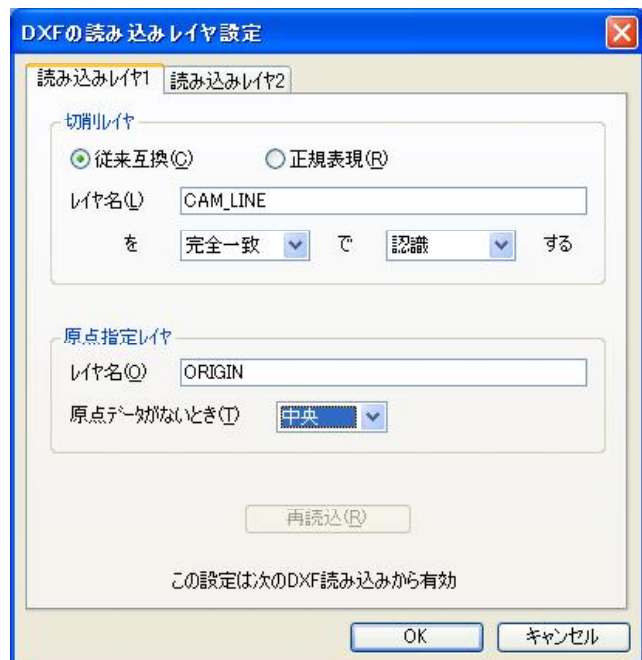 DXFの読み込みレイヤ設定
読み込みレイヤ1 読み込みレイヤ2
切削レイヤ
従来互換(C) 正規表現(R)
レイヤ名(L) CAM_LINE
を 完全一致 で 認識 する
原点指定レイヤ
レイヤ名(O) ORIGIN
原点データがないとき(T) 中央
再読込(R)
この設定は次のDXF読み込みから有効
OK キャンセル